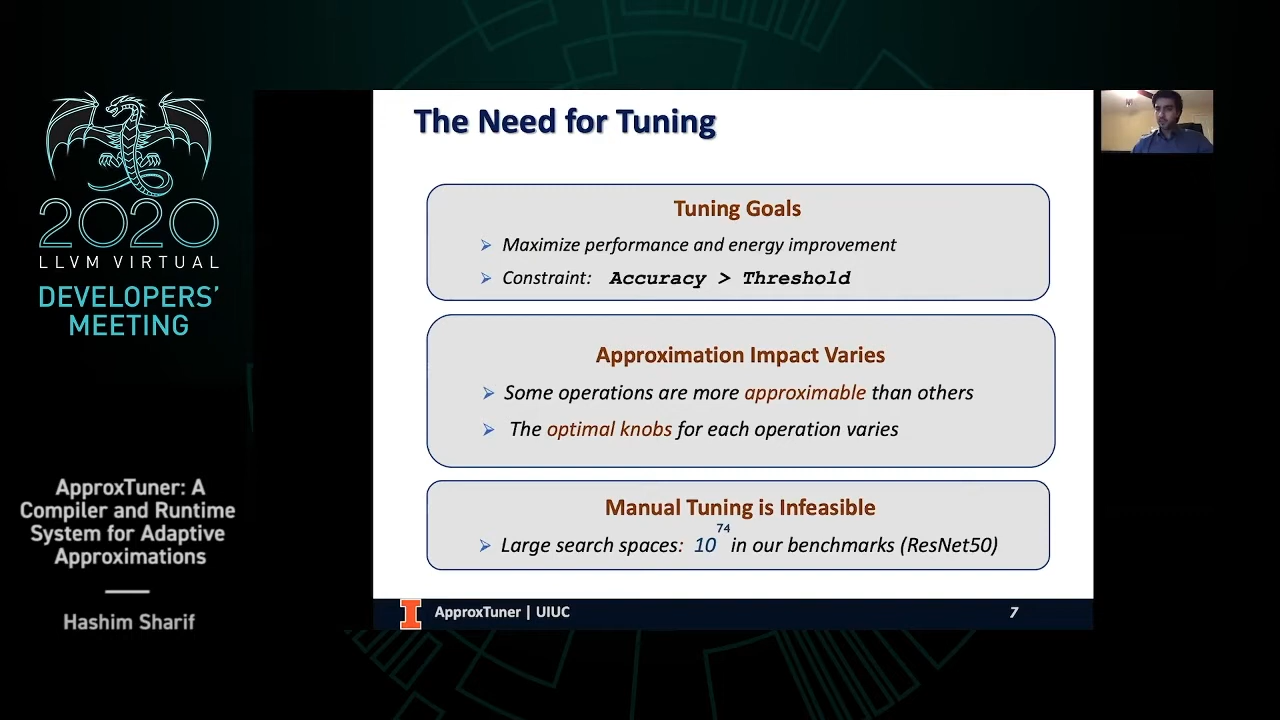 2020
LLVM VIRTUAL
DEVELOPERS'
MEETING
ApproxTuner: A
Compiler and Runtime
System for Adaptive
Approximations
Hashim Sharif
The Need for Tuning
Tuning Goals
➢ Maximize performance and energy improvement
➢ Constraint: Accuracy > Threshold
Approximation Impact Varies
➢ Some operations are more approximable than others
➢ The optimal knobs for each operation varies
Manual Tuning is Infeasible
➢ Large search spaces: 10^74 in our benchmarks (ResNet50)
I
ApproxTuner | UIUC
7